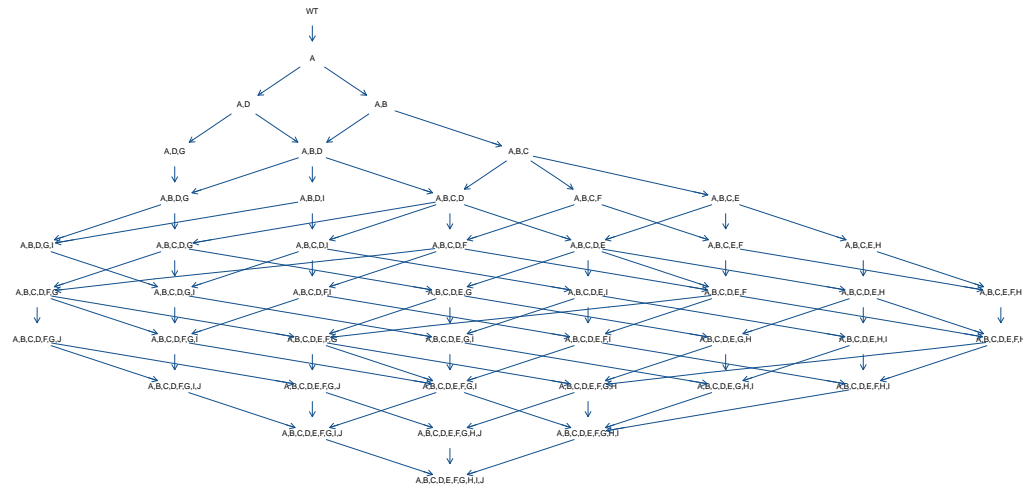 WT
A
A,D
A,B
A,D,G
A,B,D
A,B,C
A,B,D,G
A,B,D,I
A,B,C,D
A,B,C,F
A,B,C,E
A,B,D,G,I
A,B,C,D,G
A,B,C,D,I
A,B,C,D,F
A,B,C,D,E
A,B,C,E,F
A,B,C,E,H
A,B,C,D,F,G
A,B,C,D,G,I
A,B,C,D,F,I
A,B,C,D,E,G
A,B,C,D,E,I
A,B,C,D,E,F
A,B,C,D,E,H
A,B,C,E,F,H
A,B,C,D,F,G,J
A,B,C,D,F,G,I
A,B,C,D,E,F,G
A,B,C,D,E,G,I
A,B,C,D,E,F,I
A,B,C,D,E,G,H
A,B,C,D,E,H,I
A,B,C,D,E,F,H
A,B,C,D,F,G,I,J
A,B,C,D,E,F,G,J
A,B,C,D,E,F,G,I
A,B,C,D,E,F,G,H
A,B,C,D,E,G,H,I
A,B,C,D,E,F,H,I
A,B,C,D,E,F,G,I,J
A,B,C,D,E,F,G,H,J
A,B,C,D,E,F,G,H,I
A,B,C,D,E,F,G,H,I,J